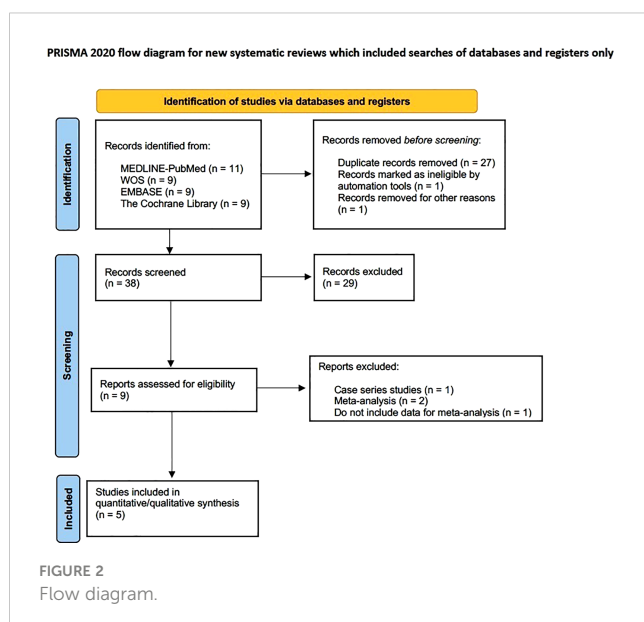 PRISMA 2020 flow diagram for new systematic reviews which included searches of databases and registers only
Identification of studies via databases and registers
Identification
Records identified from:
MEDLINE-PubMed (n = 11)
WOS (n = 9)
EMBASE (n = 9)
The Cochrane Library (n = 9)
Records removed before screening:
Duplicate records removed (n = 27)
Records marked as ineligible by
automation tools (n = 1)
Records removed for other reasons
(n = 1)
Screening
Records screened
(n = 38)
Records excluded
(n = 29)
Reports assessed for eligibility
(n = 9)
Reports excluded:
Case series studies (n = 1)
Meta-analysis (n = 2)
Do not include data for meta-analysis (n = 1)
Included
Studies included in
quantitative/qualitative synthesis
(n = 5)
FIGURE 2
Flow diagram.